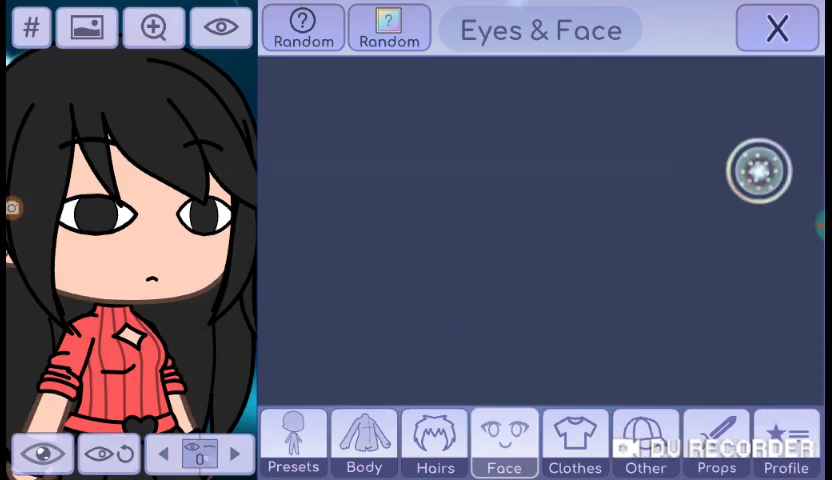 #
? Random
? Random
Eyes & Face
X
0
Presets
Body
Hairs
Face
Clothes
Other
Props
Profile
DU RECORDER